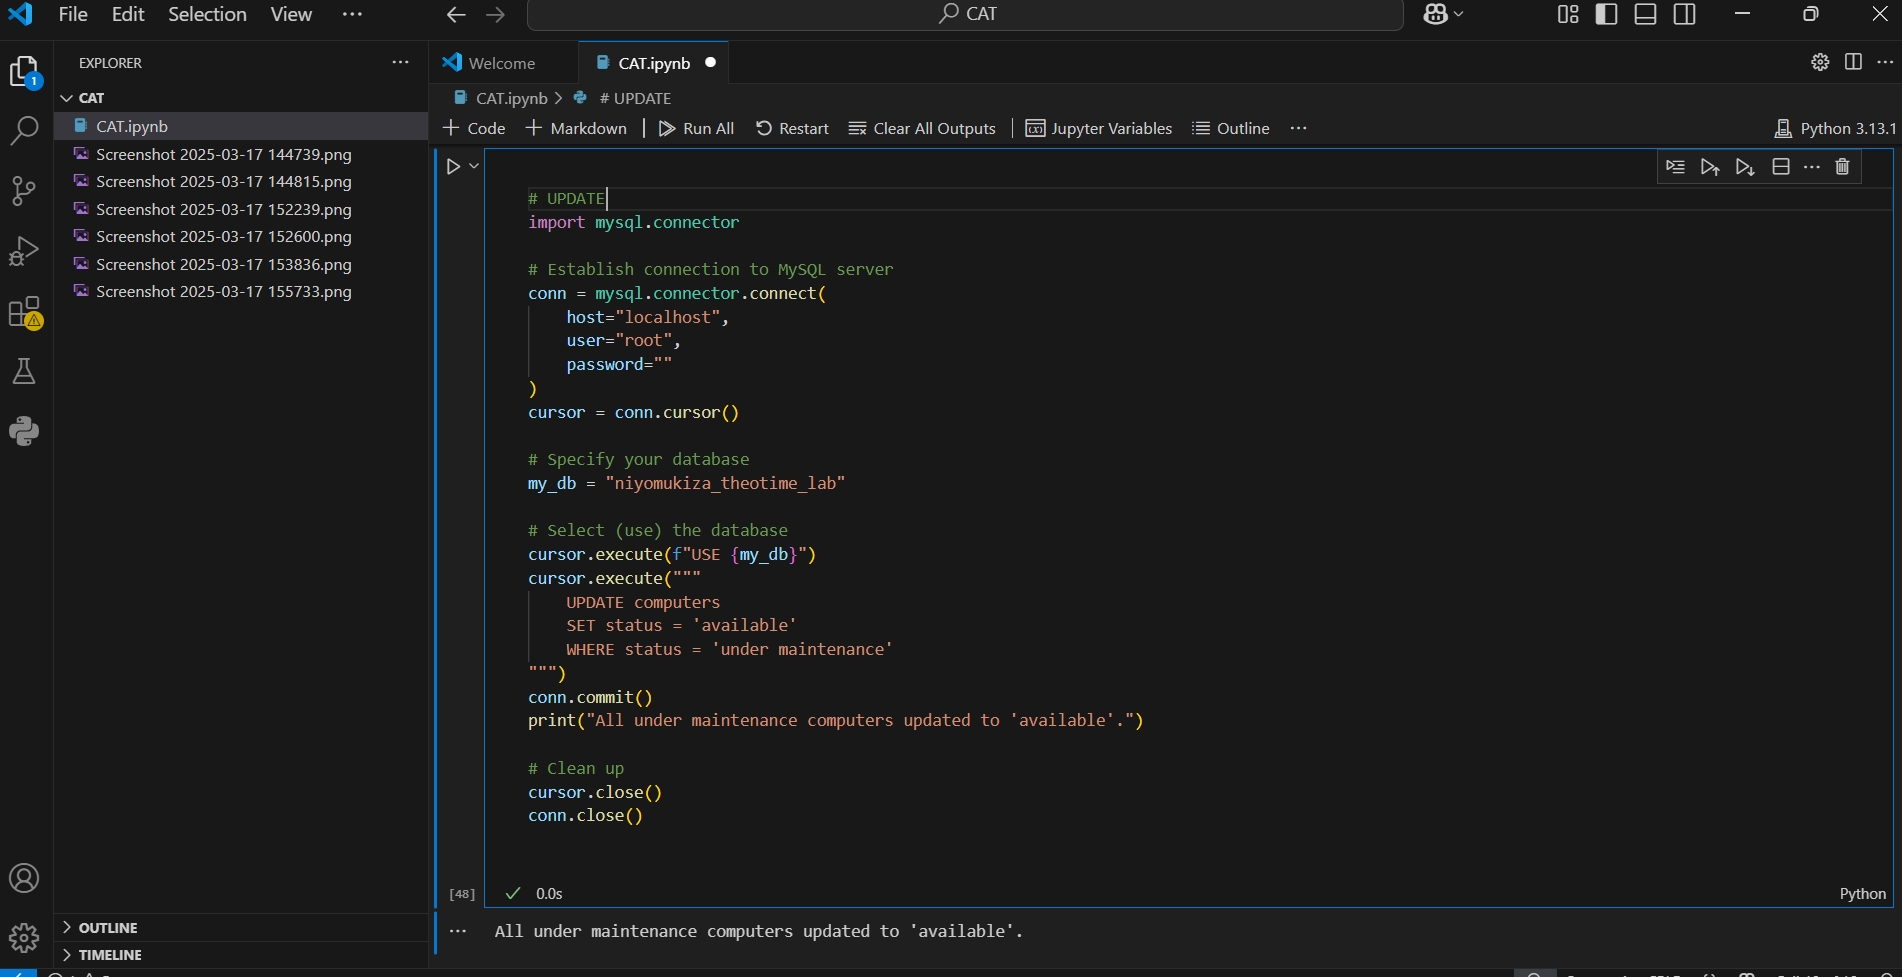 File Edit Selection View ... CAT
EXPLORER ...
1
CAT
CAT.ipynb
Screenshot 2025-03-17 144739.png
Screenshot 2025-03-17 144815.png
Screenshot 2025-03-17 152239.png
Screenshot 2025-03-17 152600.png
Screenshot 2025-03-17 153836.png
Screenshot 2025-03-17 155733.png
OUTLINE
TIMELINE
Welcome CAT.ipynb
CAT.ipynb > # UPDATE
+ Code + Markdown | Run All Restart Clear All Outputs | Jupyter Variables Outline ... Python 3.13.1
# UPDATE
import mysql.connector
# Establish connection to MySQL server
conn = mysql.connector.connect(
host="localhost",
user="root",
password=""
)
cursor = conn.cursor()
# Specify your database
my_db = "niyomukiza_theotime_lab"
# Select (use) the database
cursor.execute(f"USE {my_db}")
cursor.execute("""
UPDATE computers
SET status = 'available'
WHERE status = 'under maintenance'
""")
conn.commit()
print("All under maintenance computers updated to 'available'.")
# Clean up
cursor.close()
conn.close()
[48] 0.0s Python
... All under maintenance computers updated to 'available'.